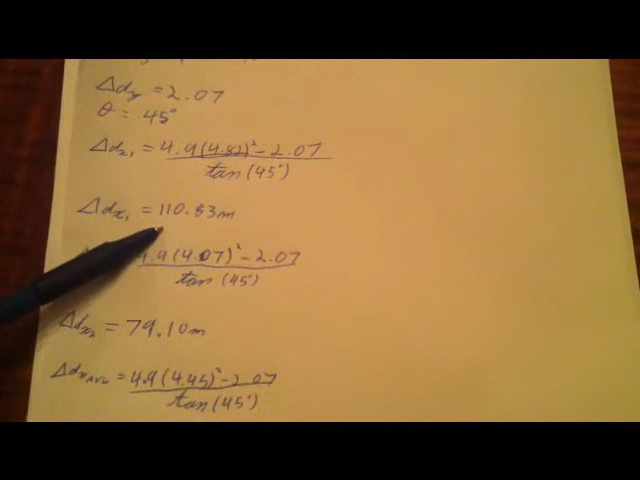 Δdy = 2.07
θ = 45°
Δdx₁ = 4.9(4.82)² - 2.07
tan(45°)
Δdx₁ = 110.83m
4.9(4.07)² - 2.07
tan (45°)
Δdx₂ = 79.10m
ΔdxAVG = 4.9(4.45)² - 2.07
tan(45°)